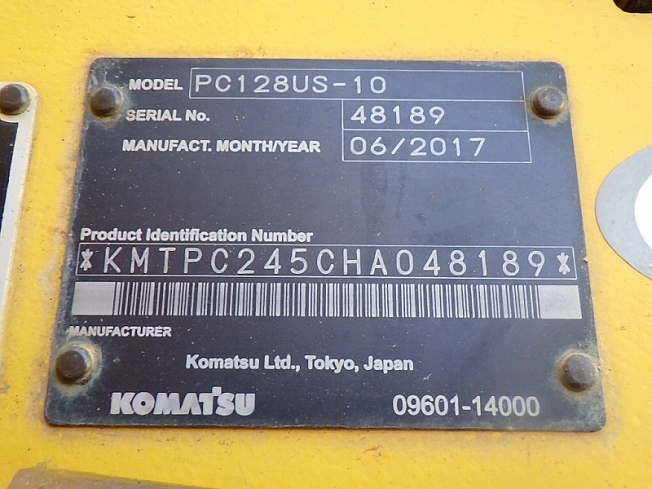 MODEL PC128US-10
SERIAL No. 48189
MANUFACT. MONTH/YEAR 06/2017
Product Identification Number
*KMTPC245CHA048189*
MANUFACTURER
Komatsu Ltd., Tokyo, Japan
KOMATSU 09601-14000